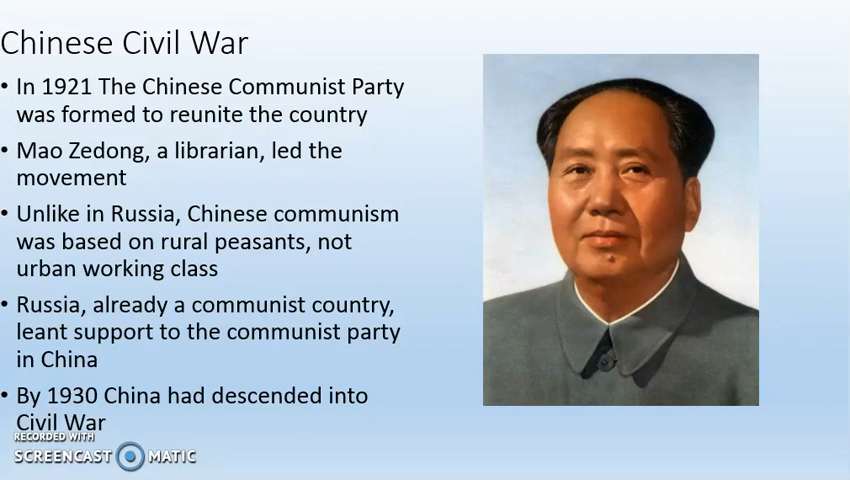 Chinese Civil War
• In 1921 The Chinese Communist Party
was formed to reunite the country
• Mao Zedong, a librarian, led the
movement
• Unlike in Russia, Chinese communism
was based on rural peasants, not
urban working class
• Russia, already a communist country,
leant support to the communist party
in China
• By 1930 China had descended into
Civil War
RECORDED WITH
SCREENCAST MATIC